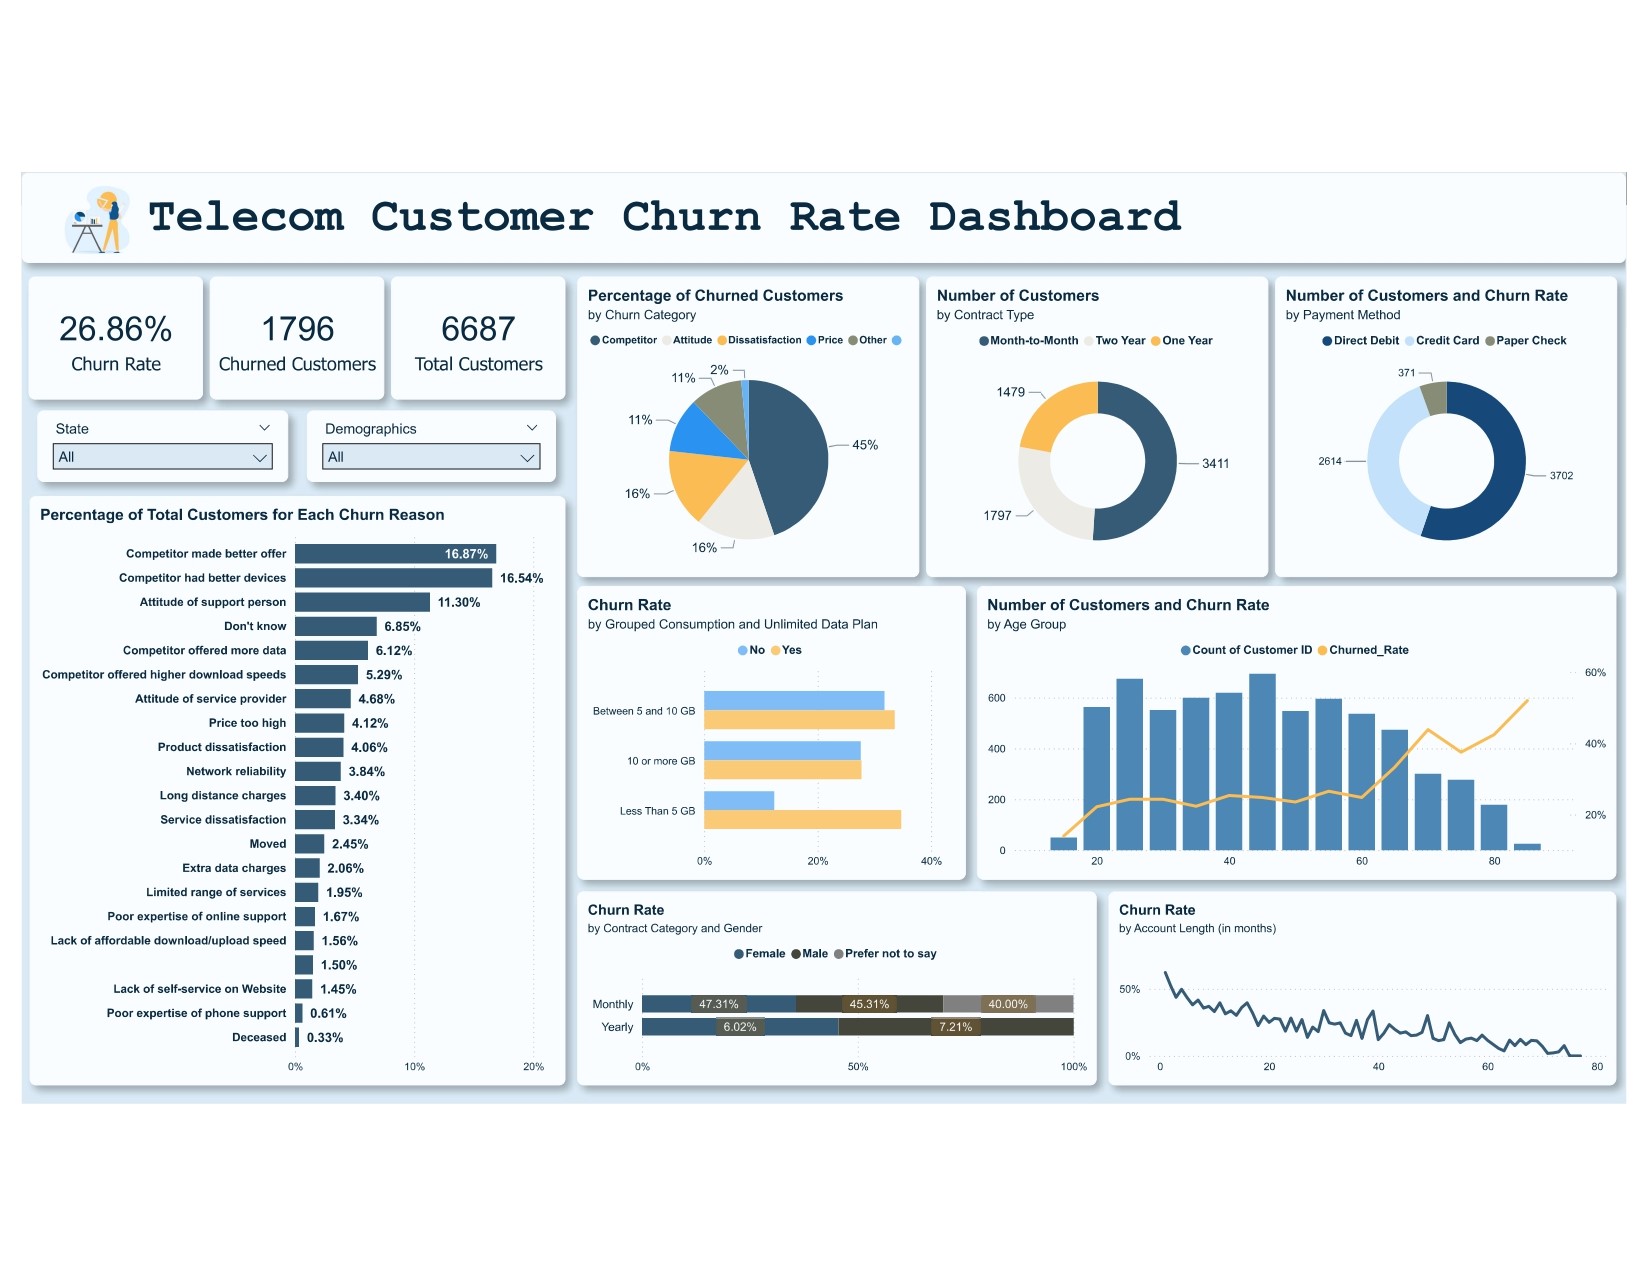 Telecom Customer Churn Rate Dashboard
26.86%
Churn Rate
1796
Churned Customers
6687
Total Customers
State
All
Demographics
All
Percentage of Total Customers for Each Churn Reason
Competitor made better offer 16.87%
Competitor had better devices 16.54%
Attitude of support person 11.30%
Don't know 6.85%
Competitor offered more data 6.12%
Competitor offered higher download speeds 5.29%
Attitude of service provider 4.68%
Price too high 4.12%
Product dissatisfaction 4.06%
Network reliability 3.84%
Long distance charges 3.40%
Service dissatisfaction 3.34%
Moved 2.45%
Extra data charges 2.06%
Limited range of services 1.95%
Poor expertise of online support 1.67%
Lack of affordable download/upload speed 1.56%
1.50%
Lack of self-service on Website 1.45%
Poor expertise of phone support 0.61%
Deceased 0.33%
0% 10% 20%
Percentage of Churned Customers
by Churn Category
Competitor Attitude Dissatisfaction Price Other
2%
11%
11%
45%
16%
16%
Number of Customers
by Contract Type
Month-to-Month Two Year One Year
1479
3411
1797
Number of Customers and Churn Rate
by Payment Method
Direct Debit Credit Card Paper Check
371
2614
3702
Churn Rate
by Grouped Consumption and Unlimited Data Plan
No Yes
Between 5 and 10 GB
10 or more GB
Less Than 5 GB
0% 20% 40%
Number of Customers and Churn Rate
by Age Group
Count of Customer ID Churned_Rate
60%
600
40%
400
200
20%
0
20 40 60 80
Churn Rate
by Contract Category and Gender
Female Male Prefer not to say
Monthly 47.31% 45.31% 40.00%
Yearly 6.02% 7.21%
0% 50% 100%
Churn Rate
by Account Length (in months)
50%
0%
0 20 40 60 80